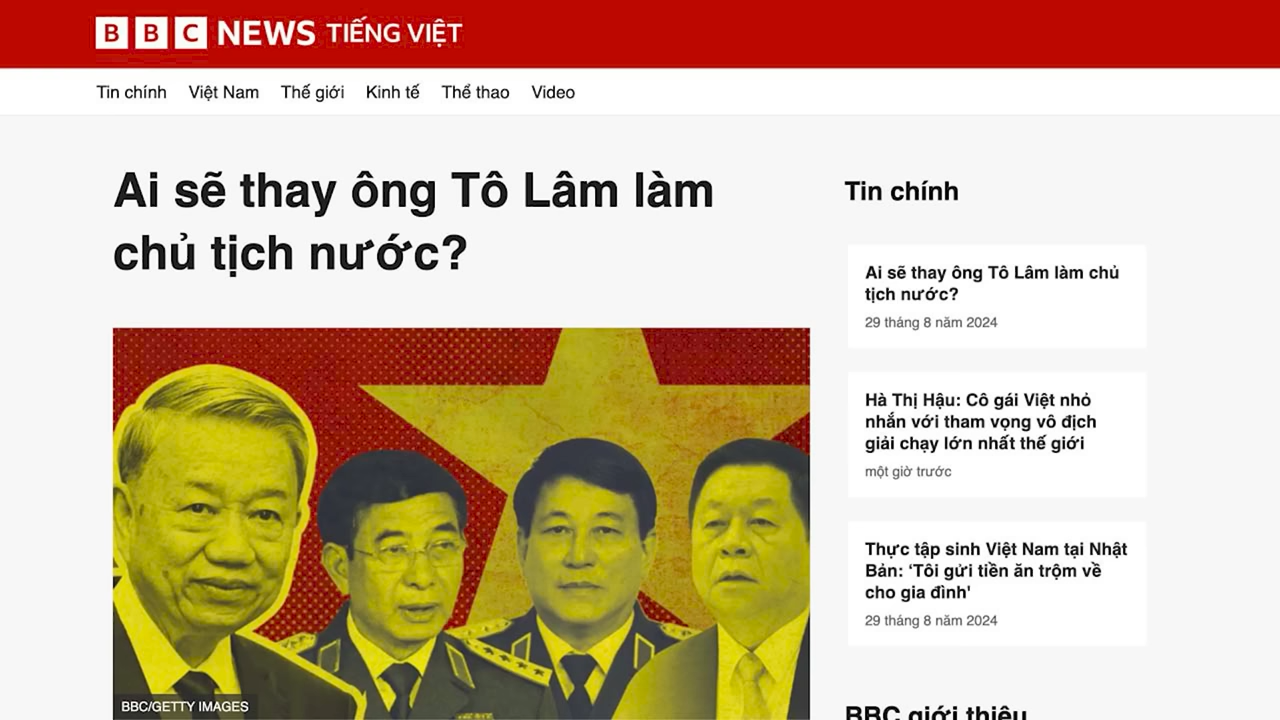 BBC NEWS TIẾNG VIỆT
Tin chính Việt Nam Thế giới Kinh tế Thể thao Video
Ai sẽ thay ông Tô Lâm làm
chủ tịch nước?
BBC/GETTY IMAGES
Tin chính
Ai sẽ thay ông Tô Lâm làm chủ
tịch nước?
29 tháng 8 năm 2024
Hà Thị Hậu: Cô gái Việt nhỏ
nhắn với tham vọng vô địch
giải chạy lớn nhất thế giới
một giờ trước
Thực tập sinh Việt Nam tại Nhật
Bản: ‘Tôi gửi tiền ăn trộm về
cho gia đình'
29 tháng 8 năm 2024
BBC giới thiệu